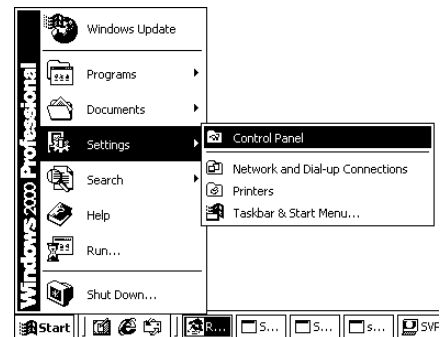 Windows 2000 Professional
Windows Update
Programs
Documents
Settings
Search
Help
Run...
Shut Down...
Control Panel
Network and Dial-up Connections
Printers
Taskbar & Start Menu...
Start
R...
S...
S...
s...
SVP